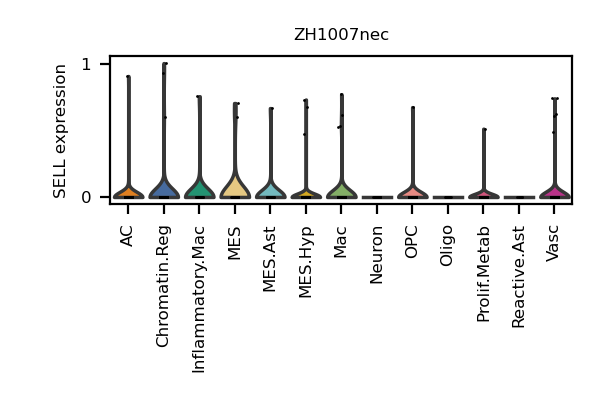 ZH1007nec
SELL expression
1
0
AC
Chromatin.Reg
Inflammatory.Mac
MES
MES.Ast
MES.Hyp
Mac
Neuron
OPC
Oligo
Prolif.Metab
Reactive.Ast
Vasc